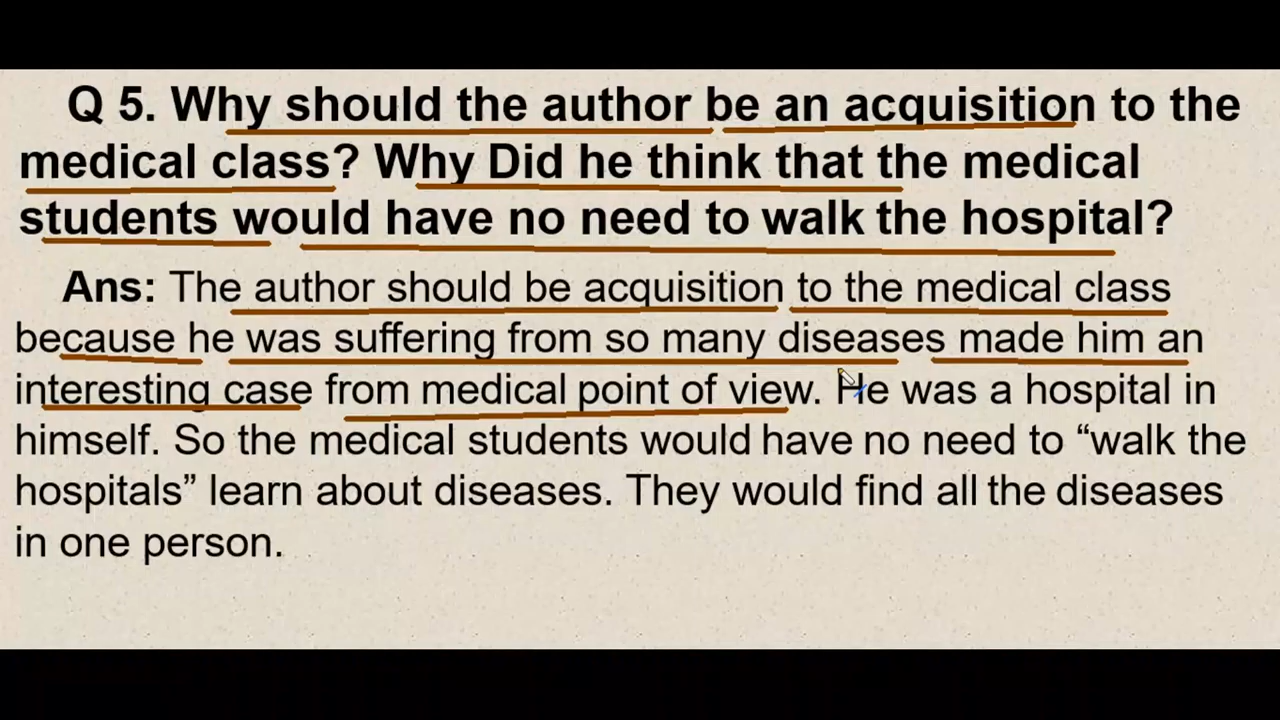 Q 5. Why should the author be an acquisition to the
medical class? Why Did he think that the medical
students would have no need to walk the hospital?
Ans: The author should be acquisition to the medical class
because he was suffering from so many diseases made him an
interesting case from medical point of view. He was a hospital in
himself. So the medical students would have no need to “walk the
hospitals” learn about diseases. They would find all the diseases
in one person.